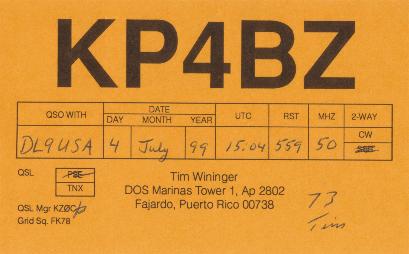 KP4BZ
QSO WITH DATE UTC RST MHZ 2-WAY
DAY MONTH YEAR
CW
DL9USA 4 July 99 15.04 559 50
SSB
QSL PSE
TNX
Tim Wininger
DOS Marinas Tower 1, Ap 2802
Fajardo, Puerto Rico 00738
73
Tim
QSL Mgr KZØC
Grid Sq. FK78